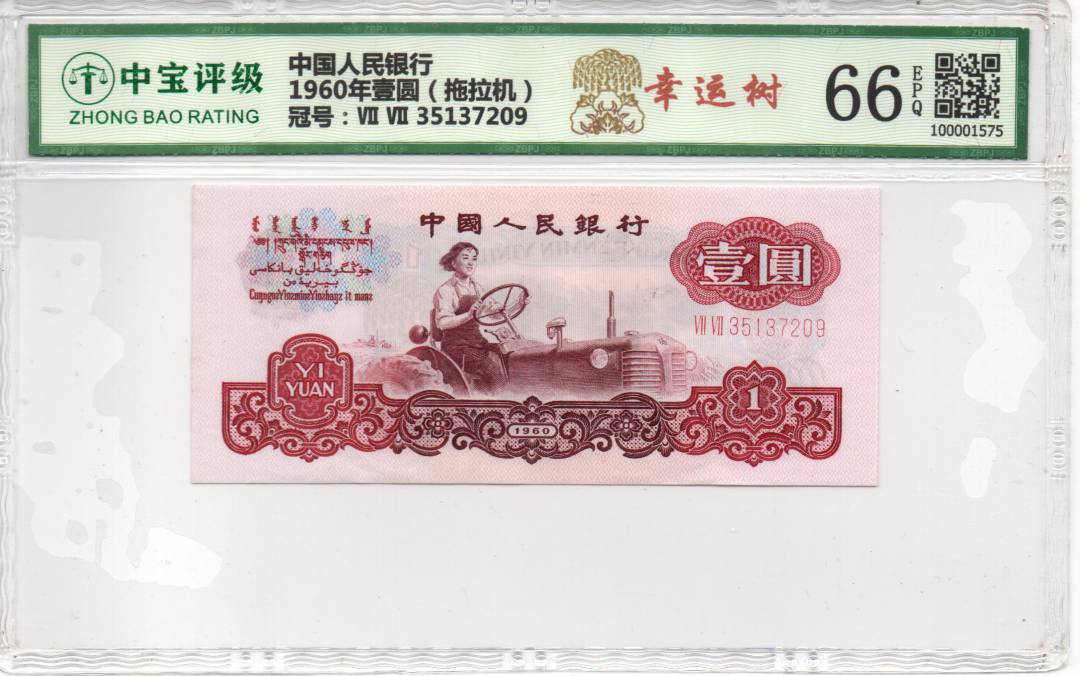 中宝评级
ZHONG BAO RATING
中国人民银行
1960年壹圆（拖拉机）
冠号：Ⅶ Ⅶ 35137209
幸运树
66
EPQ
100001575
中國人民銀行
壹圓
Ⅶ Ⅶ 35137209
YI
YUAN
1960
1